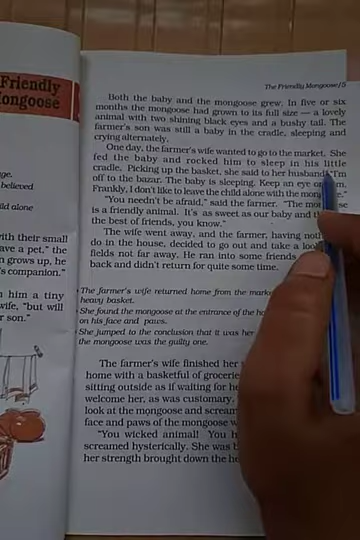 Friendly
Mongoose
believed
ild alone
with their small
ave a pet," the
n grows up, he
's companion."
n him a tiny
wife, "but will
r son."
The Friendly Mongoose/5
Both the baby and the mongoose grew. In five or six
months the mongoose had grown to its full size — a lovely
animal with two shining black eyes and a bushy tail. The
farmer's son was still a baby in the cradle, sleeping and
crying alternately.
One day, the farmer's wife wanted to go to the market. She
fed the baby and rocked him to sleep in his little
cradle. Picking up the basket, she said to her husband, "I'm
off to the bazar. The baby is sleeping. Keep an eye on
Frankly, I don't like to leave the child alone with the
"You needn't be afraid," said the farmer. "The
is a friendly animal. It's as sweet as our baby and
the best of friends, you know."
The wife went away, and the farmer, having
do in the house, decided to go out and take a
fields not far away. He ran into some friends
back and didn't return for quite some time.
The farmer's wife returned home from the
heavy basket.
She found the mongoose at the entrance of the
on his face and paws.
She jumped to the conclusion that it was her
the mongoose was the guilty one.
The farmer's wife finished her
home with a basketful of
sitting outside as if waiting for
welcome her, as was customary.
look at the mongoose and
face and paws of the mongoose
"You wicked animal! You
screamed hysterically. She was
her strength brought down the